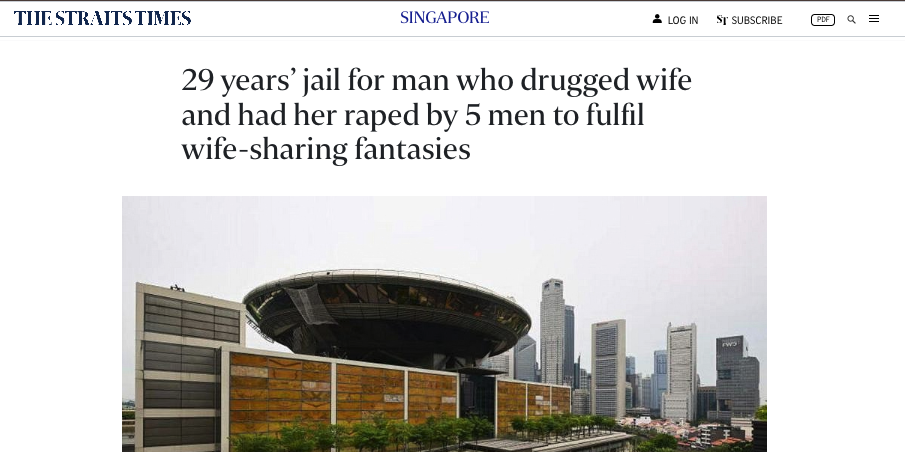 THE STRAITS TIMES
SINGAPORE
LOG IN
ST SUBSCRIBE
PDF
29 years’ jail for man who drugged wife
and had her raped by 5 men to fulfil
wife-sharing fantasies
PWC